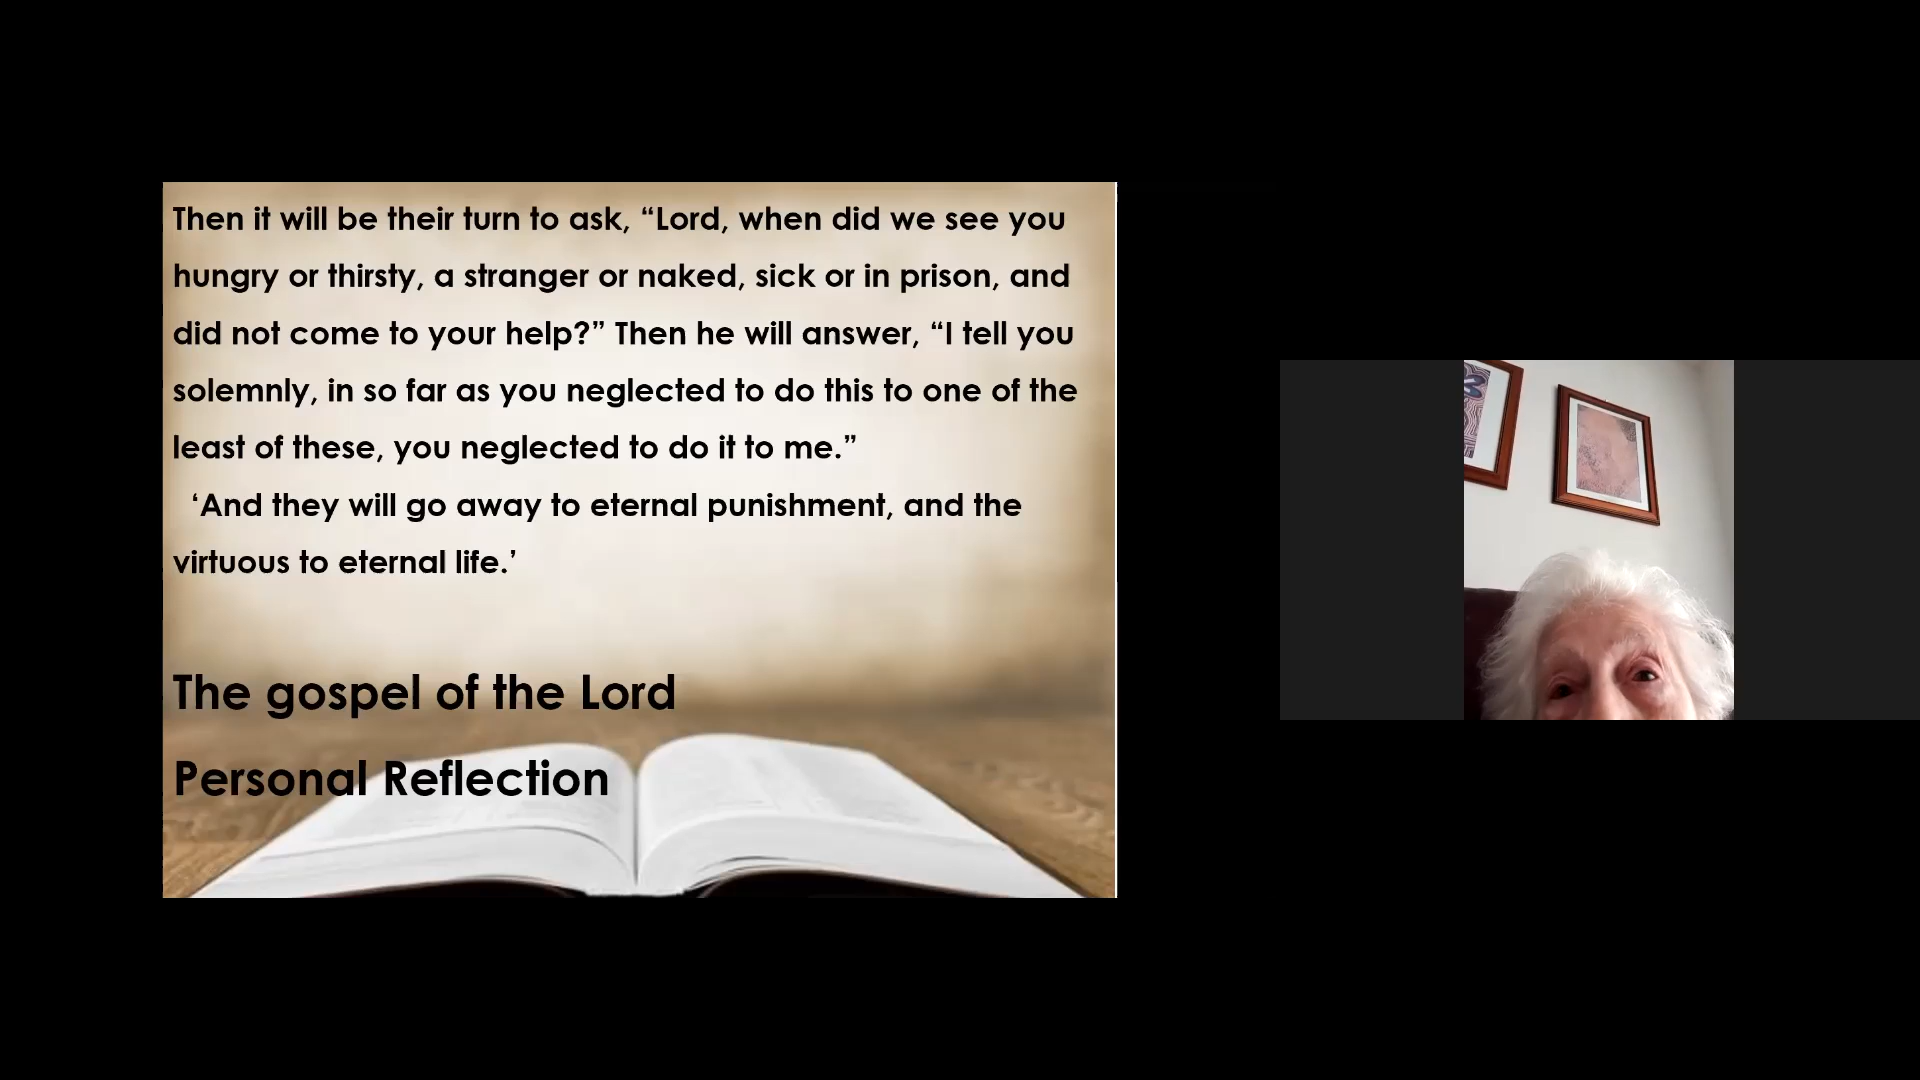 Then it will be their turn to ask, “Lord, when did we see you
hungry or thirsty, a stranger or naked, sick or in prison, and
did not come to your help?” Then he will answer, “I tell you
solemnly, in so far as you neglected to do this to one of the
least of these, you neglected to do it to me.”
‘And they will go away to eternal punishment, and the
virtuous to eternal life.’
The gospel of the Lord
Personal Reflection